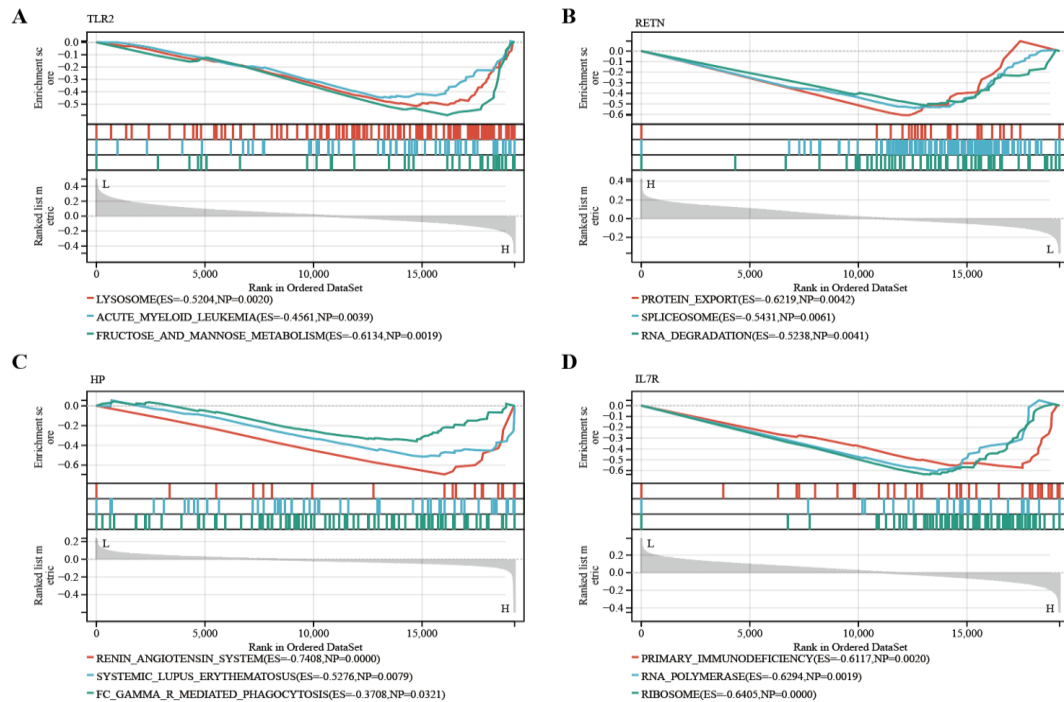 A
TLR2
Enrichment sc
ore
0.0
−0.1
−0.2
−0.3
−0.4
−0.5
Ranked list m
etric
0.4
0.2
0.0
−0.2
−0.4
L
H
0
5,000
10,000
15,000
Rank in Ordered DataSet
LYSOSOME(ES=-0.5204,NP=0.0020)
ACUTE_MYELOID_LEUKEMIA(ES=-0.4561,NP=0.0039)
FRUCTOSE_AND_MANNOSE_METABOLISM(ES=-0.6134,NP=0.0019)
B
RETN
Enrichment sc
ore
0.0
−0.1
−0.2
−0.3
−0.4
−0.5
−0.6
Ranked list m
etric
0.4
0.2
0.0
−0.2
H
L
0
5,000
10,000
15,000
Rank in Ordered DataSet
PROTEIN_EXPORT(ES=-0.6219,NP=0.0042)
SPLICEOSOME(ES=-0.5431,NP=0.0061)
RNA_DEGRADATION(ES=-0.5238,NP=0.0041)
C
HP
Enrichment sc
ore
0.0
−0.2
−0.4
−0.6
Ranked list m
etric
0.2
0.0
−0.2
−0.4
L
H
0
5,000
10,000
15,000
Rank in Ordered DataSet
RENIN_ANGIOTENSIN_SYSTEM(ES=-0.7408,NP=0.0000)
SYSTEMIC_LUPUS_ERYTHEMATOSUS(ES=-0.5276,NP=0.0079)
FC_GAMMA_R_MEDIATED_PHAGOCYTOSIS(ES=-0.3708,NP=0.0321)
D
IL7R
Enrichment sc
ore
0.0
−0.1
−0.2
−0.3
−0.4
−0.5
−0.6
Ranked list m
etric
0.2
0.0
−0.2
−0.4
L
H
0
5,000
10,000
15,000
Rank in Ordered DataSet
PRIMARY_IMMUNODEFICIENCY(ES=-0.6117,NP=0.0020)
RNA_POLYMERASE(ES=-0.6294,NP=0.0019)
RIBOSOME(ES=-0.6405,NP=0.0000)